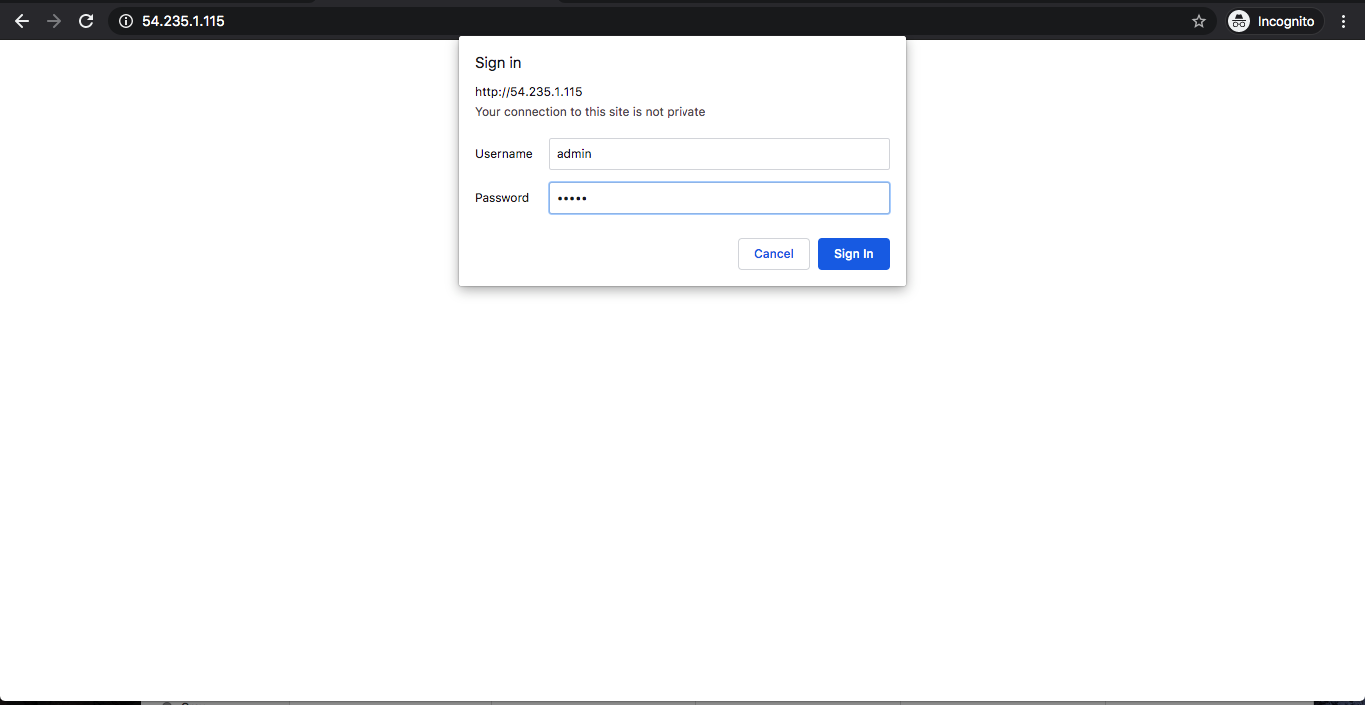 54.235.1.115
Incognito
Sign in
http://54.235.1.115
Your connection to this site is not private
Username admin
Password •••••
Cancel Sign In